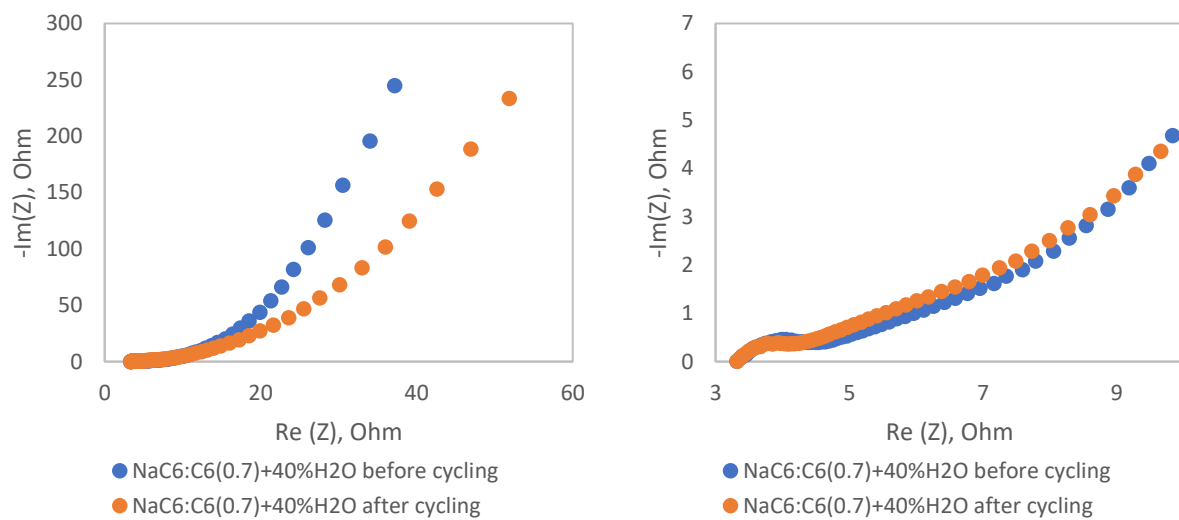 300
250
200
150
100
50
0
0 20 40 60
-Im(Z), Ohm
Re (Z), Ohm
NaC6:C6(0.7)+40%H2O before cycling
NaC6:C6(0.7)+40%H2O after cycling
7
6
5
4
3
2
1
0
3 5 7 9
-Im(Z), Ohm
Re (Z), Ohm
NaC6:C6(0.7)+40%H2O before cycling
NaC6:C6(0.7)+40%H2O after cycling